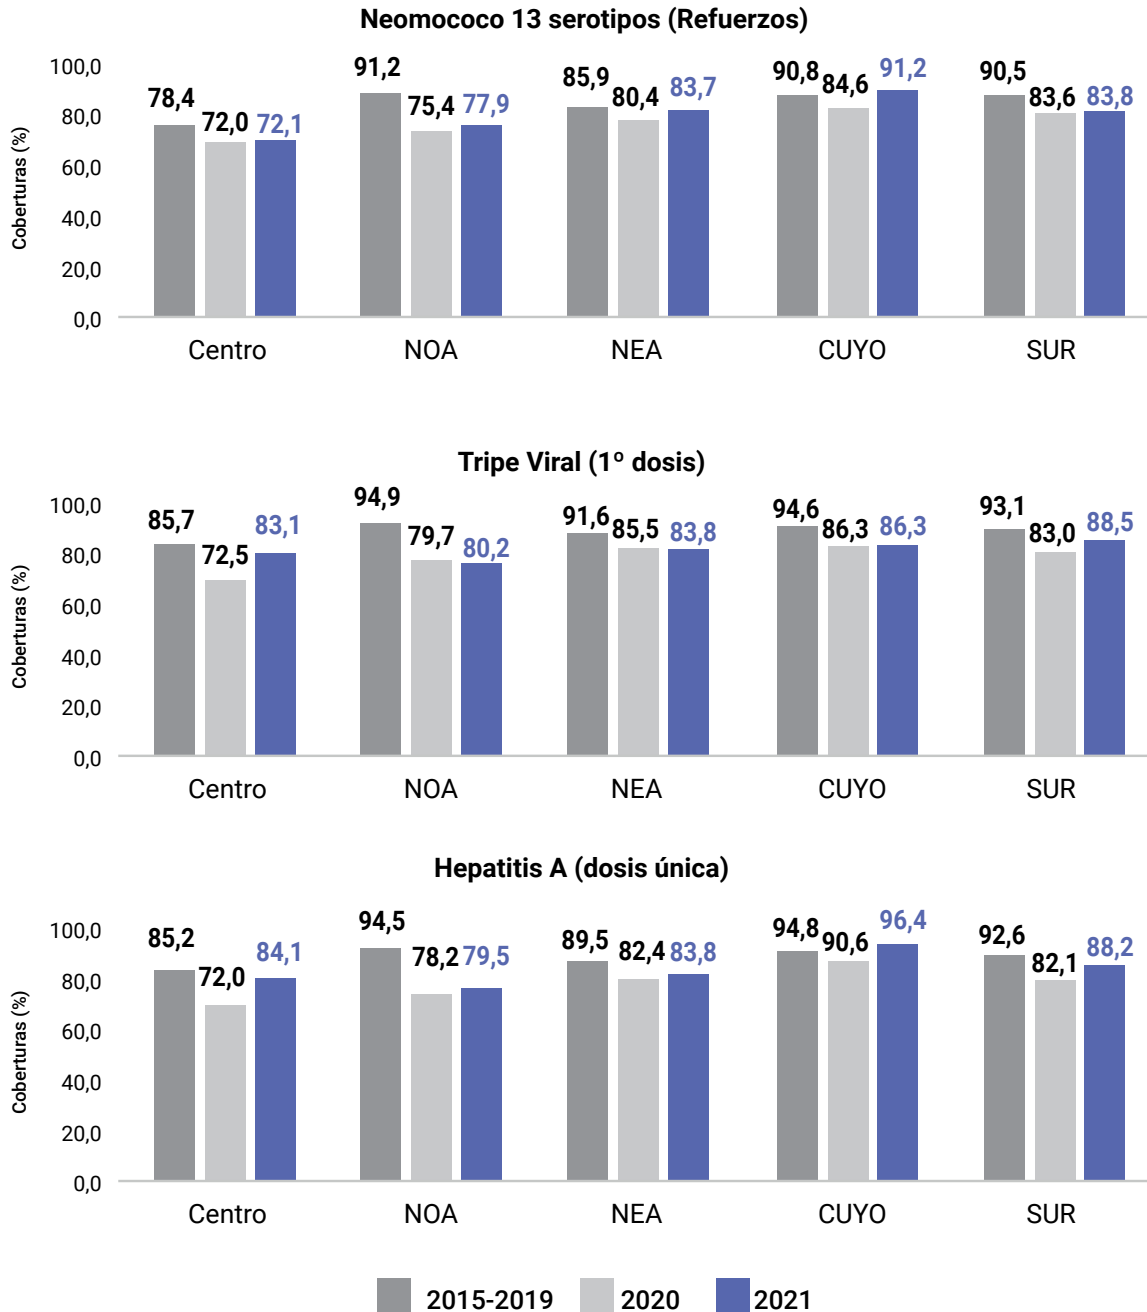 Neomococo 13 serotipos (Refuerzos)
Coberturas (%)
100,0
80,0
60,0
40,0
20,0
0,0
78,4 72,0 72,1
91,2 75,4 77,9
85,9 80,4 83,7
90,8 84,6 91,2
90,5 83,6 83,8
Centro NOA NEA CUYO SUR
Tripe Viral (1º dosis)
Coberturas (%)
100,0
80,0
60,0
40,0
20,0
0,0
85,7 72,5 83,1
94,9 79,7 80,2
91,6 85,5 83,8
94,6 86,3 86,3
93,1 83,0 88,5
Centro NOA NEA CUYO SUR
Hepatitis A (dosis única)
Coberturas (%)
100,0
80,0
60,0
40,0
20,0
0,0
85,2 72,0 84,1
94,5 78,2 79,5
89,5 82,4 83,8
94,8 90,6 96,4
92,6 82,1 88,2
Centro NOA NEA CUYO SUR
2015-2019 2020 2021